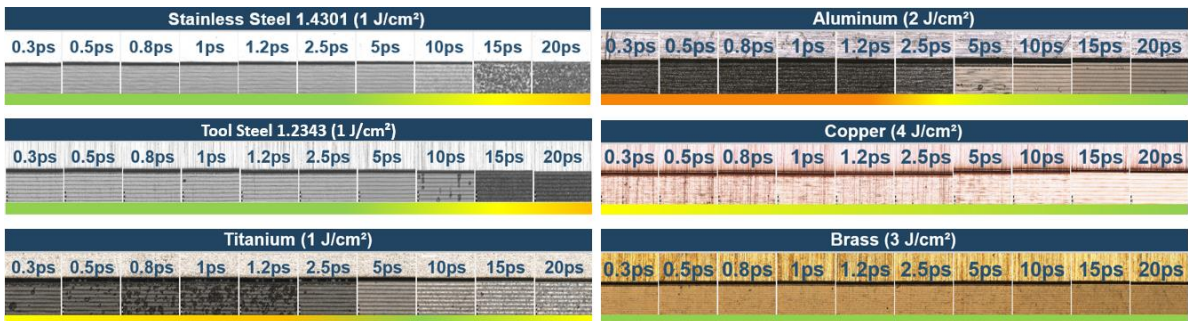 Stainless Steel 1.4301 (1 J/cm²)
0.3ps 0.5ps 0.8ps 1ps 1.2ps 2.5ps 5ps 10ps 15ps 20ps
Tool Steel 1.2343 (1 J/cm²)
0.3ps 0.5ps 0.8ps 1ps 1.2ps 2.5ps 5ps 10ps 15ps 20ps
Titanium (1 J/cm²)
0.3ps 0.5ps 0.8ps 1ps 1.2ps 2.5ps 5ps 10ps 15ps 20ps
Aluminum (2 J/cm²)
0.3ps 0.5ps 0.8ps 1ps 1.2ps 2.5ps 5ps 10ps 15ps 20ps
Copper (4 J/cm²)
0.3ps 0.5ps 0.8ps 1ps 1.2ps 2.5ps 5ps 10ps 15ps 20ps
Brass (3 J/cm²)
0.3ps 0.5ps 0.8ps 1ps 1.2ps 2.5ps 5ps 10ps 15ps 20ps